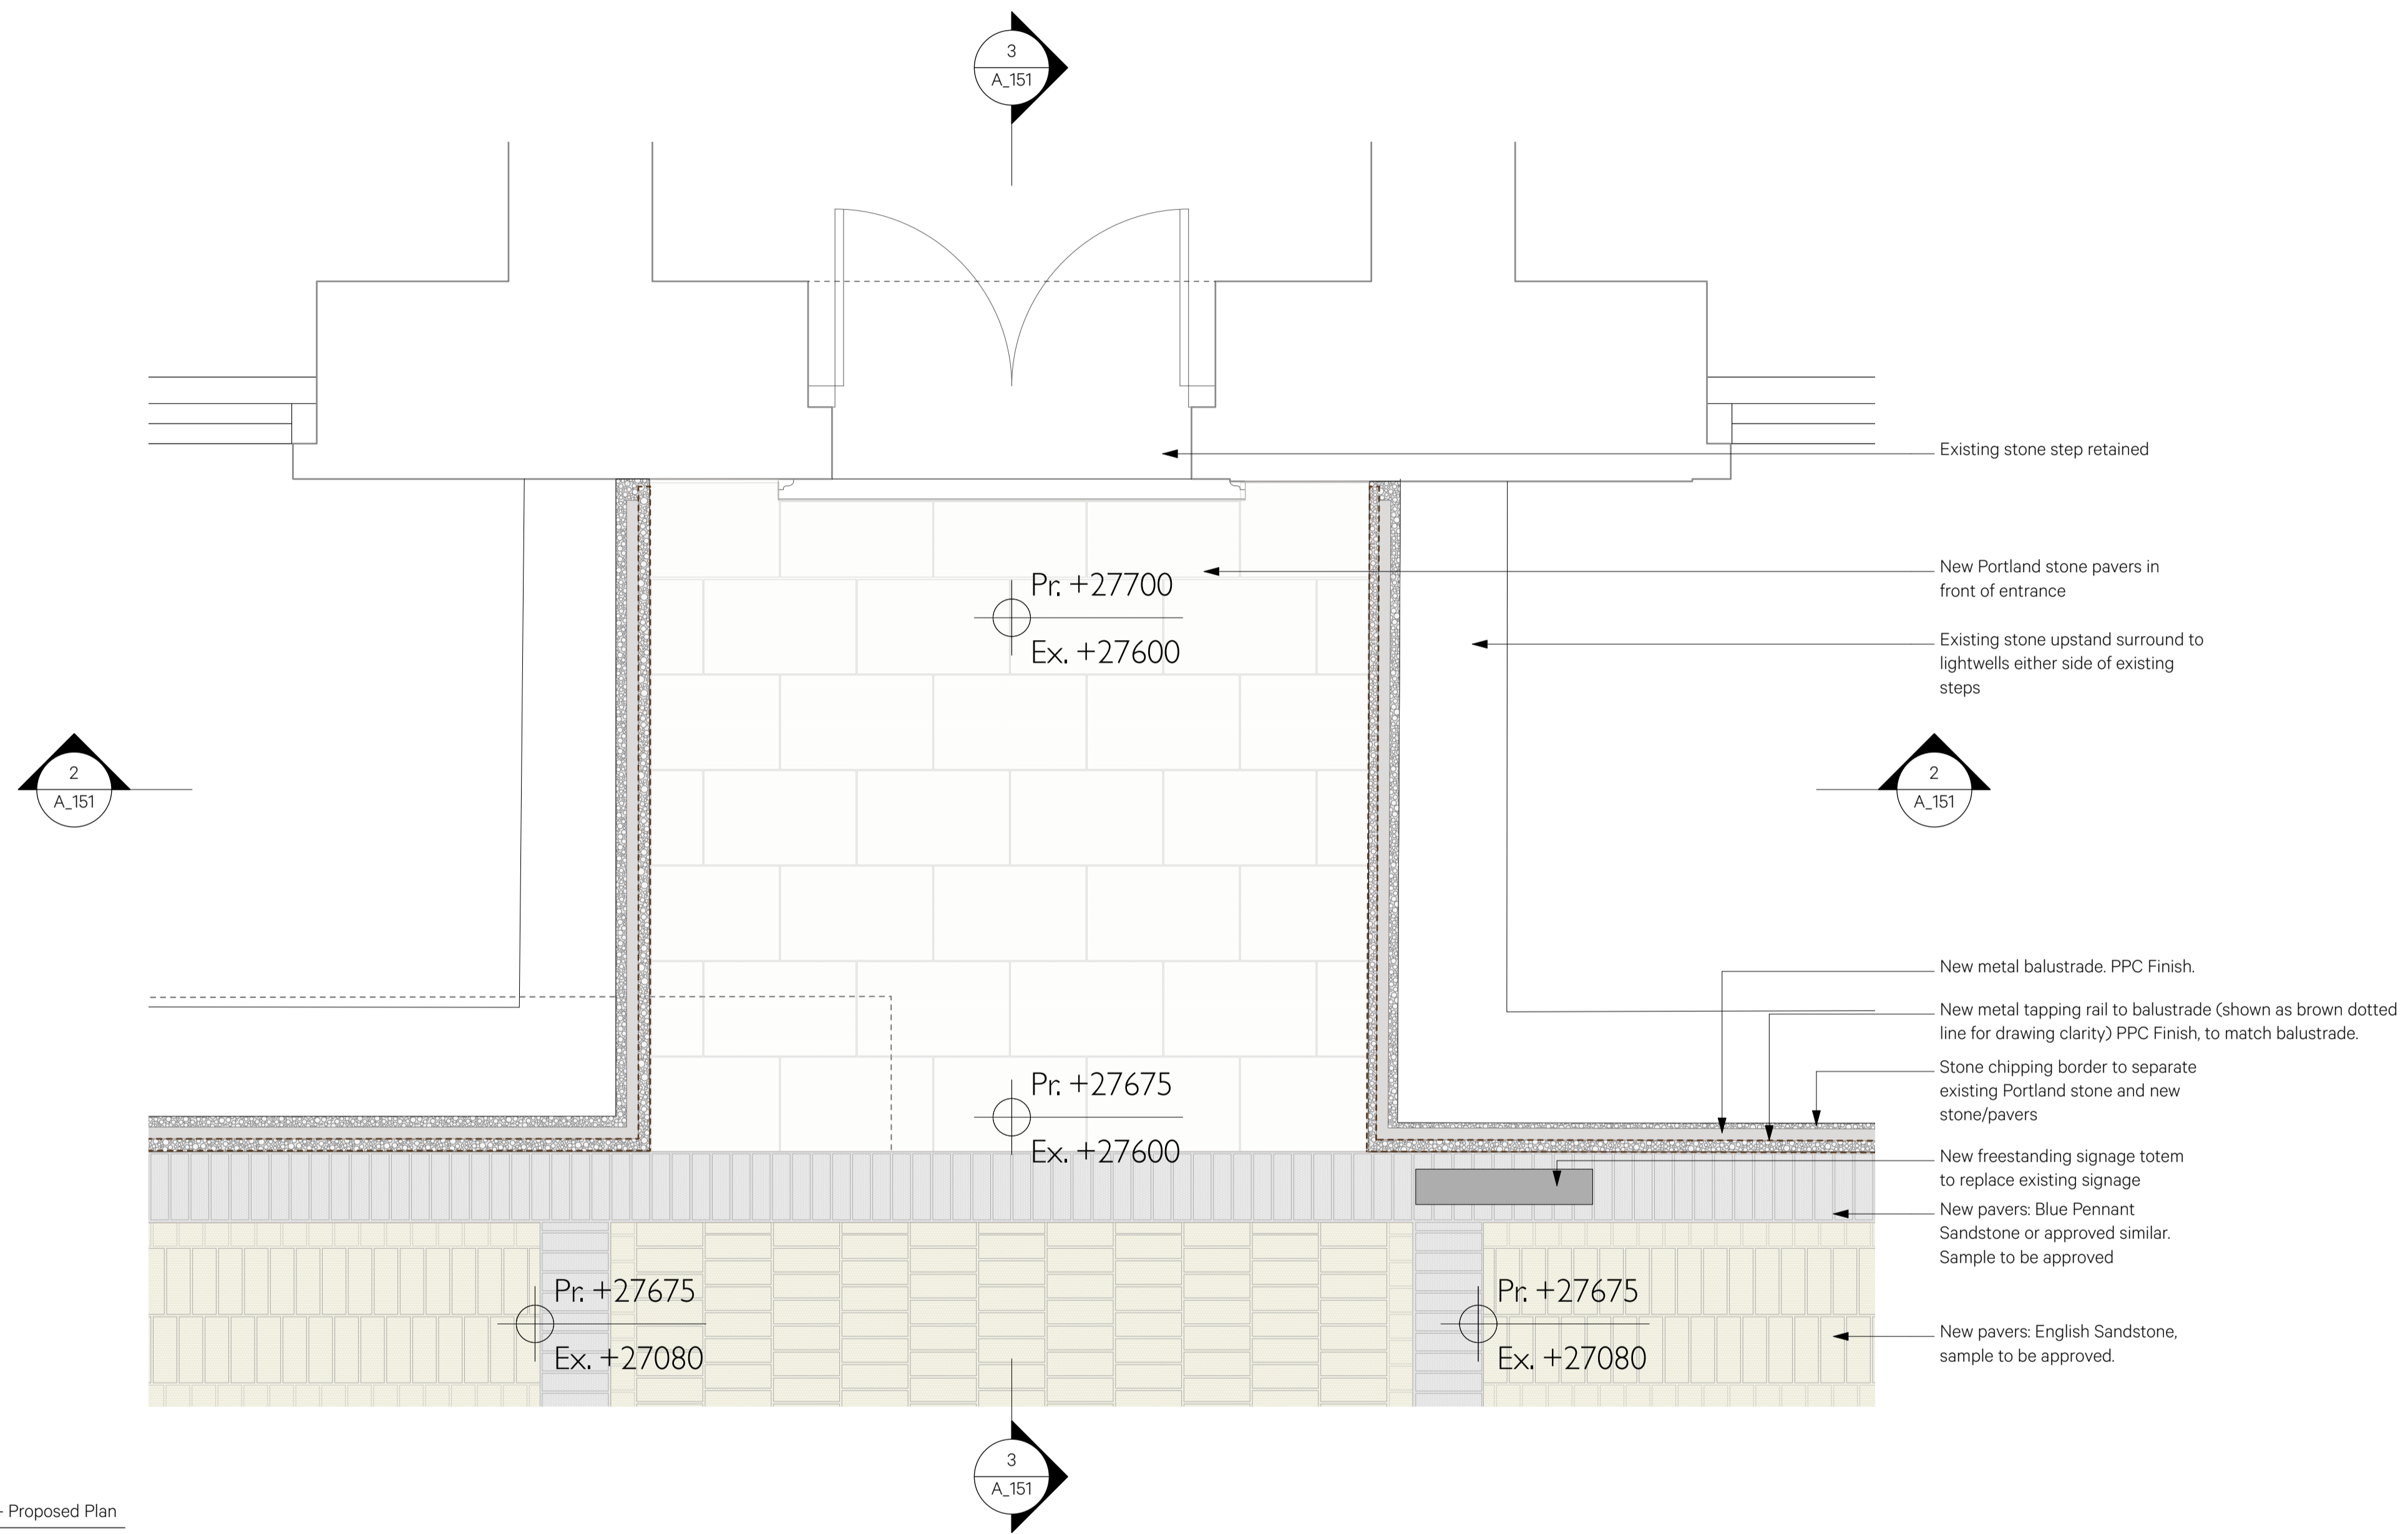 3
A_151
Existing stone step retained
New Portland stone pavers in
front of entrance
Pr. +27700
Ex. +27600
Existing stone upstand surround to
lightwells either side of existing
steps
2
A_151
2
A_151
New metal balustrade. PPC Finish.
New metal tapping rail to balustrade (shown as brown dotted
line for drawing clarity) PPC Finish, to match balustrade.
Stone chipping border to separate
existing Portland stone and new
stone/pavers
Pr. +27675
Ex. +27600
New freestanding signage totem
to replace existing signage
New pavers: Blue Pennant
Sandstone or approved similar.
Sample to be approved
Pr. +27675
Ex. +27080
Pr. +27675
Ex. +27080
New pavers: English Sandstone,
sample to be approved.
3
A_151
- Proposed Plan